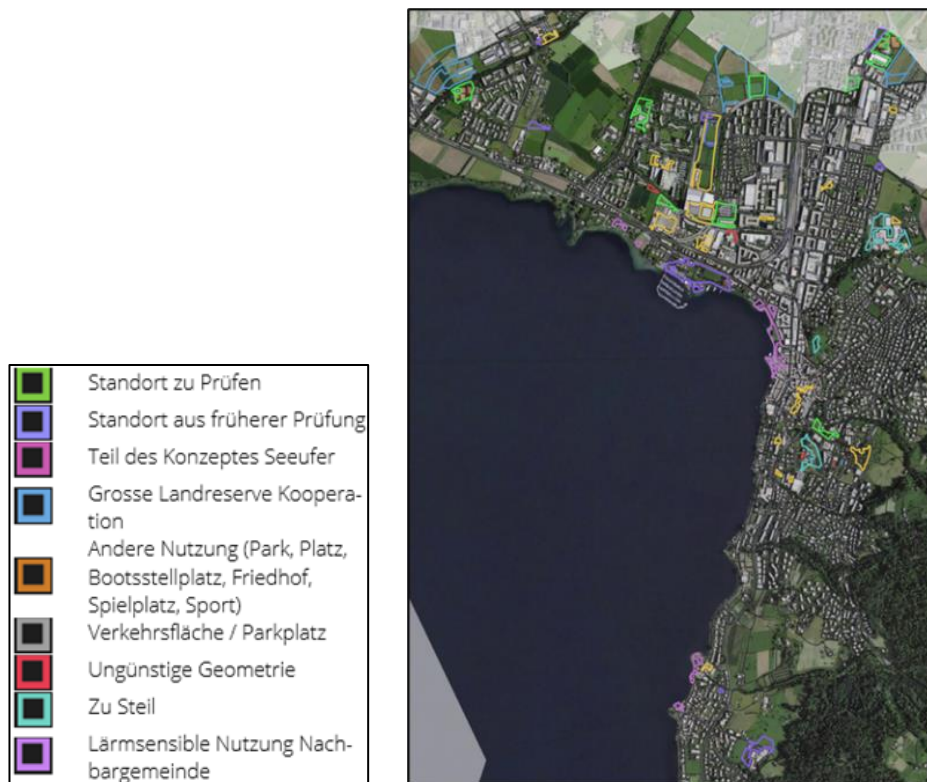 Standort zu Prüfen
Standort aus früherer Prüfung
Teil des Konzeptes Seeufer
Grosse Landreserve Koopera-
tion
Andere Nutzung (Park, Platz,
Bootsstellplatz, Friedhof,
Spielplatz, Sport)
Verkehrsfläche / Parkplatz
Ungünstige Geometrie
Zu Steil
Lärmsensible Nutzung Nach-
bargemeinde